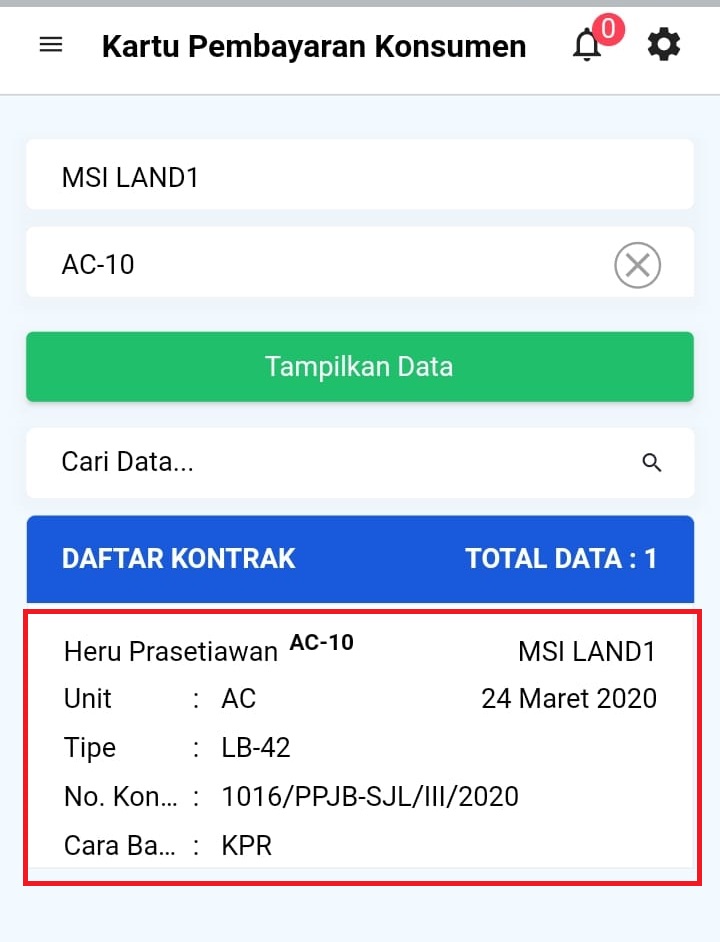 Kartu Pembayaran Konsumen 0
MSI LAND1
AC-10
Tampilkan Data
Cari Data...
DAFTAR KONTRAK TOTAL DATA : 1
Heru Prasetiawan AC-10 MSI LAND1
Unit : AC 24 Maret 2020
Tipe : LB-42
No. Kon... : 1016/PPJB-SJL/III/2020
Cara Ba... : KPR